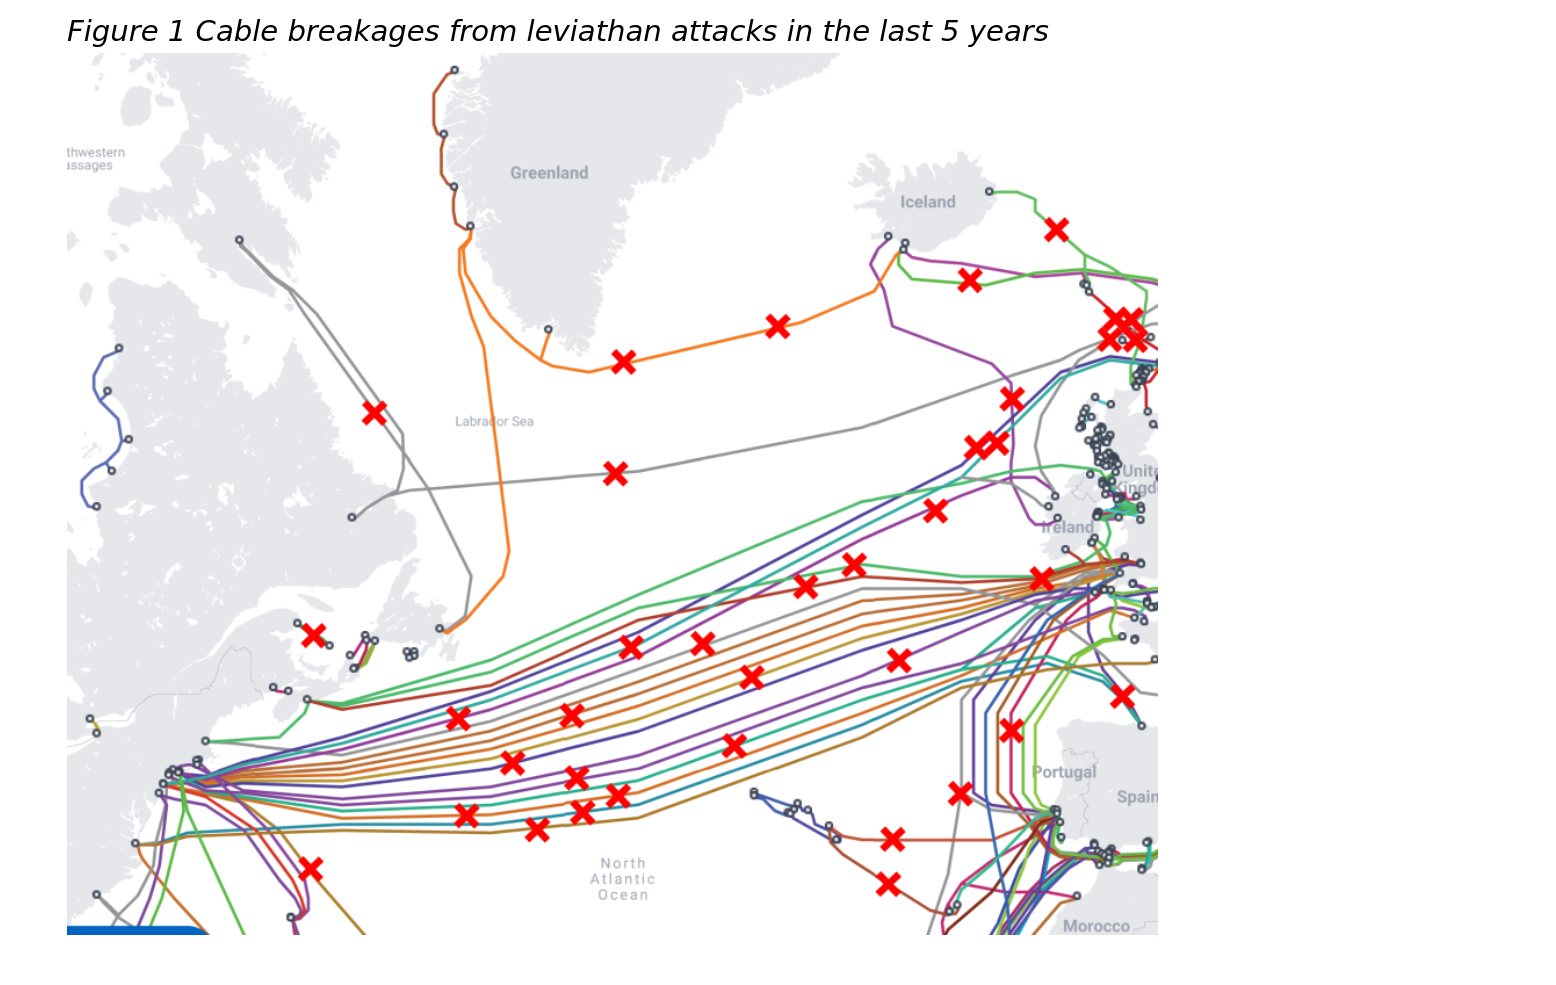 Figure 1 Cable breakages from leviathan attacks in the last 5 years
thwestern
assages
Greenland
Iceland
Labrador Sea
Unite
Kingdo
Ireland
Portugal
Spain
North
Atlantic
Ocean
Morocco